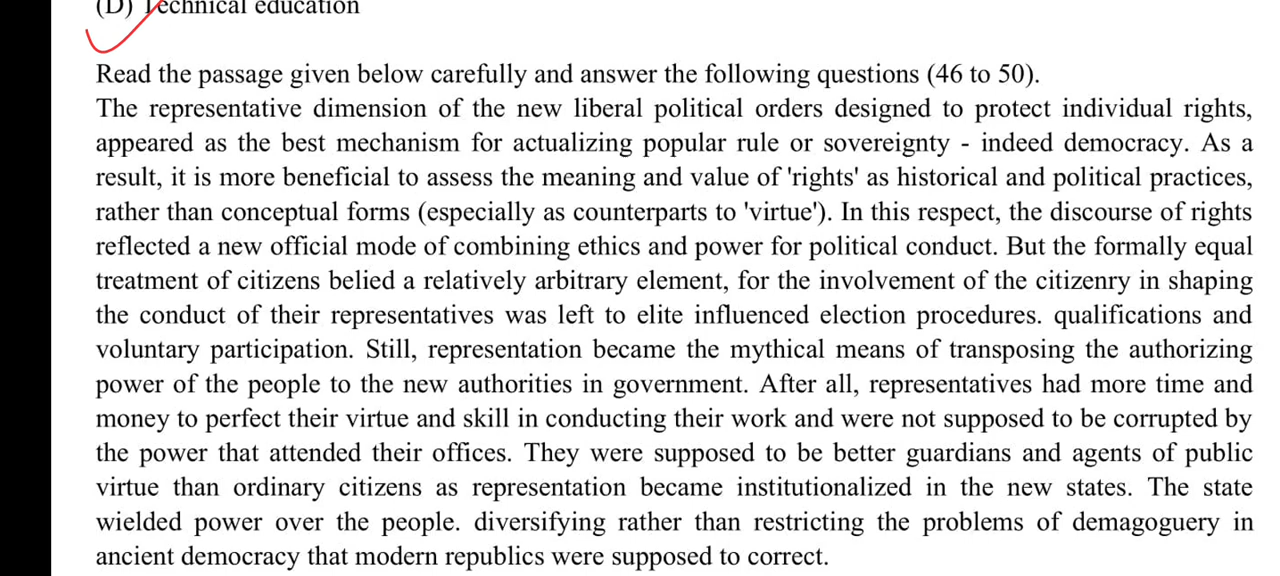 (D) Technical education
Read the passage given below carefully and answer the following questions (46 to 50).
The representative dimension of the new liberal political orders designed to protect individual rights,
appeared as the best mechanism for actualizing popular rule or sovereignty - indeed democracy. As a
result, it is more beneficial to assess the meaning and value of 'rights' as historical and political practices,
rather than conceptual forms (especially as counterparts to 'virtue'). In this respect, the discourse of rights
reflected a new official mode of combining ethics and power for political conduct. But the formally equal
treatment of citizens belied a relatively arbitrary element, for the involvement of the citizenry in shaping
the conduct of their representatives was left to elite influenced election procedures. qualifications and
voluntary participation. Still, representation became the mythical means of transposing the authorizing
power of the people to the new authorities in government. After all, representatives had more time and
money to perfect their virtue and skill in conducting their work and were not supposed to be corrupted by
the power that attended their offices. They were supposed to be better guardians and agents of public
virtue than ordinary citizens as representation became institutionalized in the new states. The state
wielded power over the people. diversifying rather than restricting the problems of demagoguery in
ancient democracy that modern republics were supposed to correct.